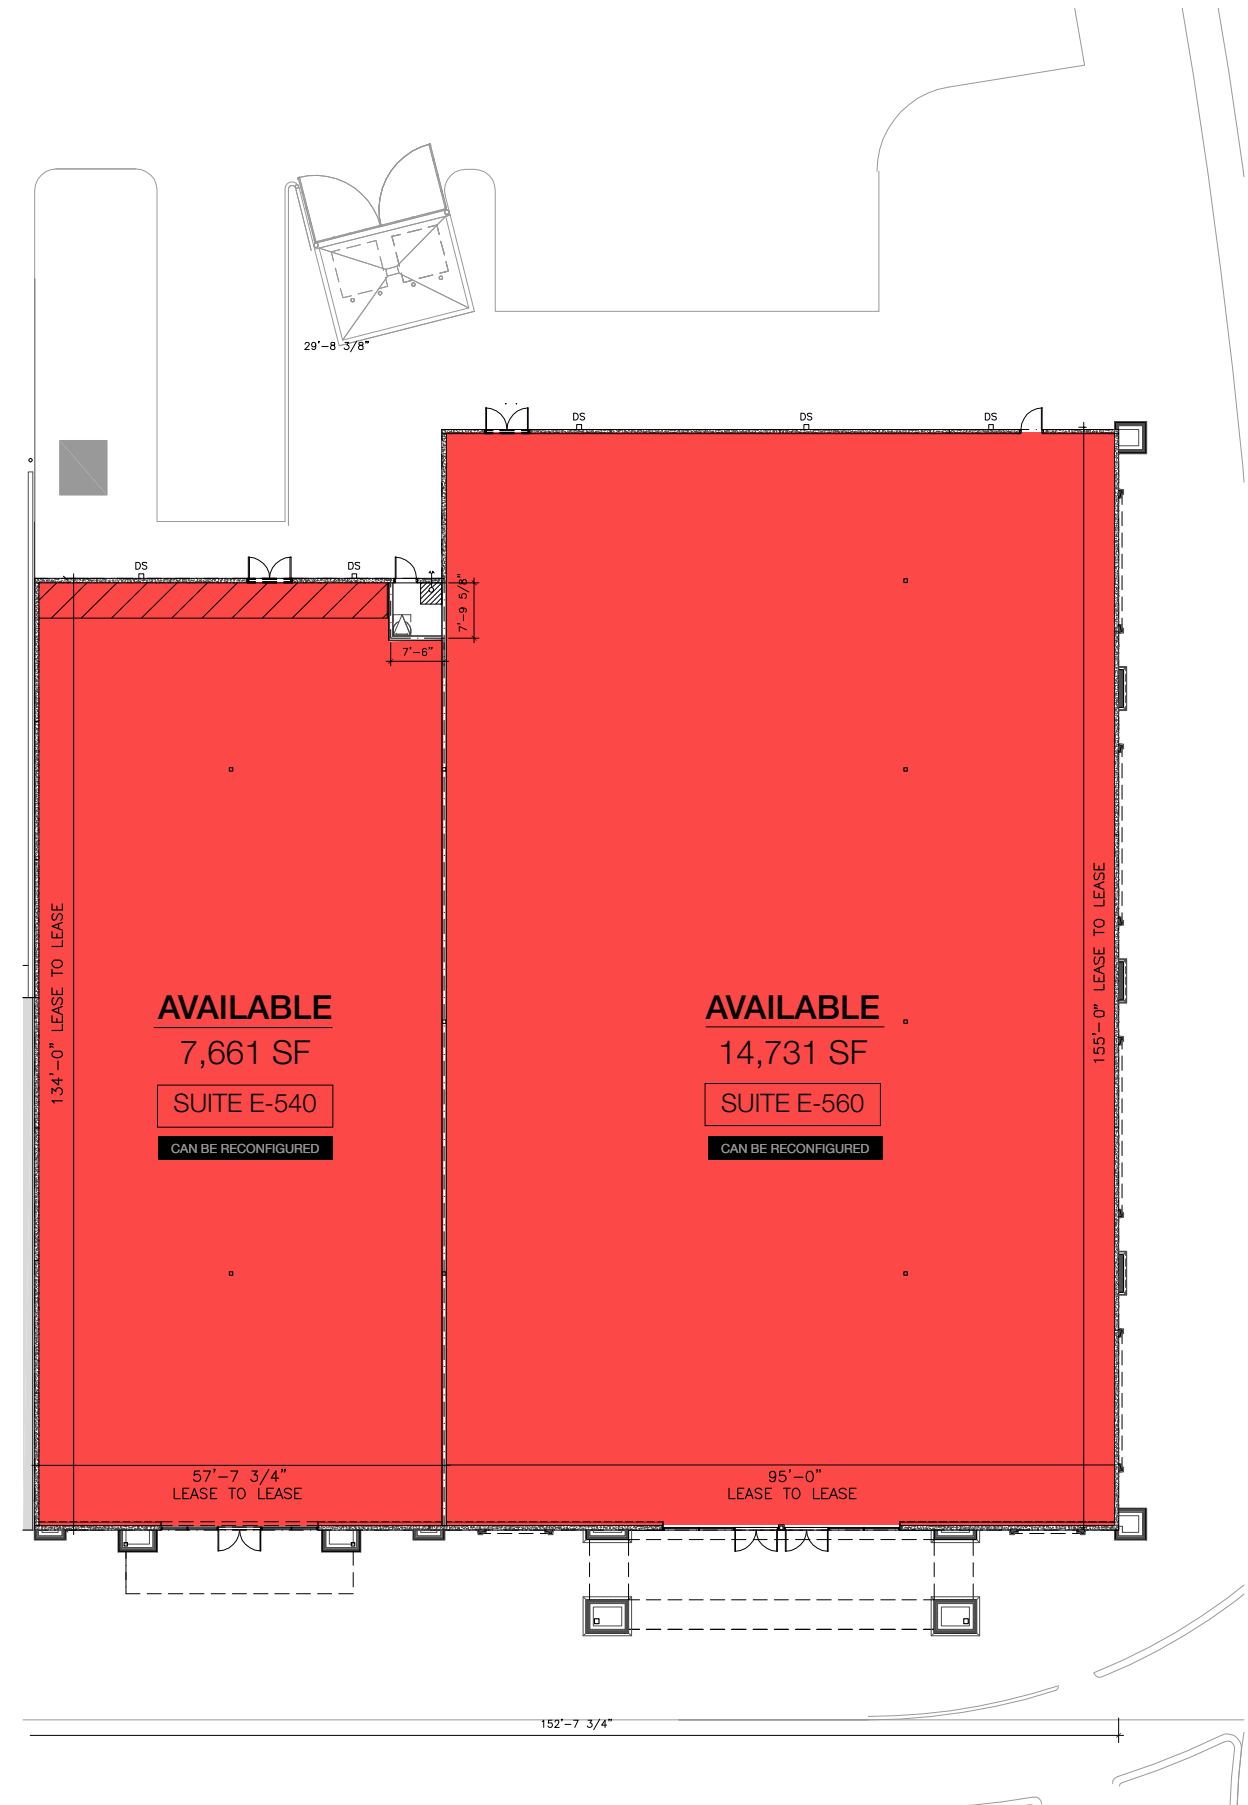 29'-8 3/8"
DS
DS
DS
DS
DS
7'-9 5/8"
7'-6"
134'-0" LEASE TO LEASE
155'-0" LEASE TO LEASE
AVAILABLE
7,661 SF
SUITE E-540
CAN BE RECONFIGURED
AVAILABLE
14,731 SF
SUITE E-560
CAN BE RECONFIGURED
57'-7 3/4"
LEASE TO LEASE
95'-0"
LEASE TO LEASE
152'-7 3/4"